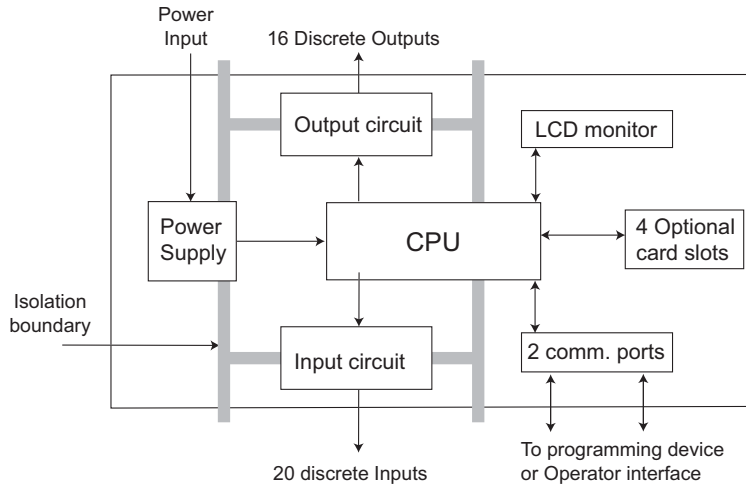 Power
Input
16 Discrete Outputs
Output circuit
LCD monitor
Power
Supply
CPU
4 Optional
card slots
Isolation
boundary
Input circuit
2 comm. ports
20 discrete Inputs
To programming device
or Operator interface